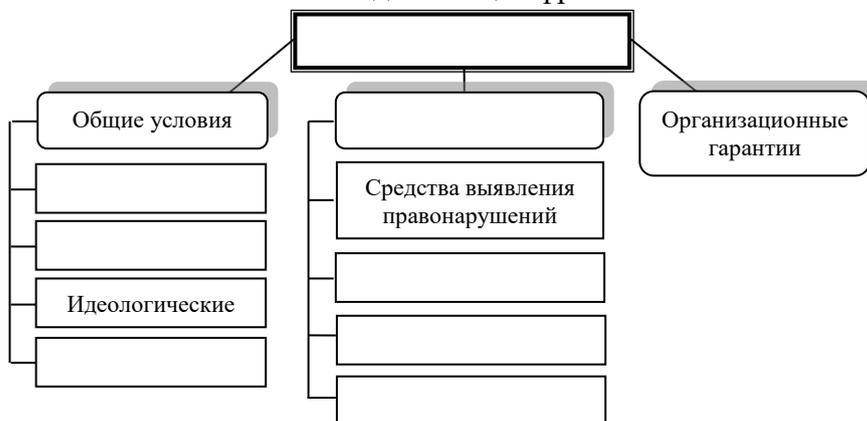 Общие условия
Организационные
гарантии
Средства выявления
правонарушений
Идеологические